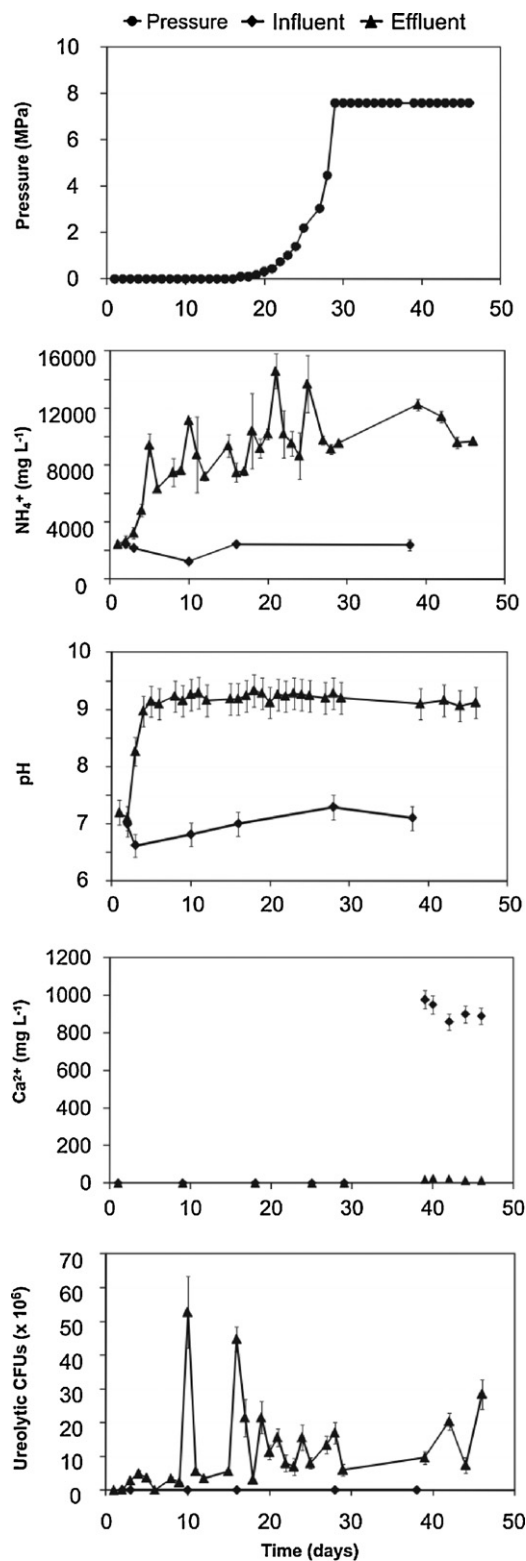 Pressure Influent Effluent
10
8
6
4
2
0
Pressure (MPa)
0 10 20 30 40 50
16000
12000
8000
4000
0
NH₄⁺ (mg L⁻¹)
0 10 20 30 40 50
10
9
8
7
6
pH
0 10 20 30 40 50
1200
1000
800
600
400
200
0
Ca²⁺ (mg L⁻¹)
0 10 20 30 40 50
70
60
50
40
30
20
10
0
Ureolytic CFUs (x 10⁶)
0 10 20 30 40 50
Time (days)